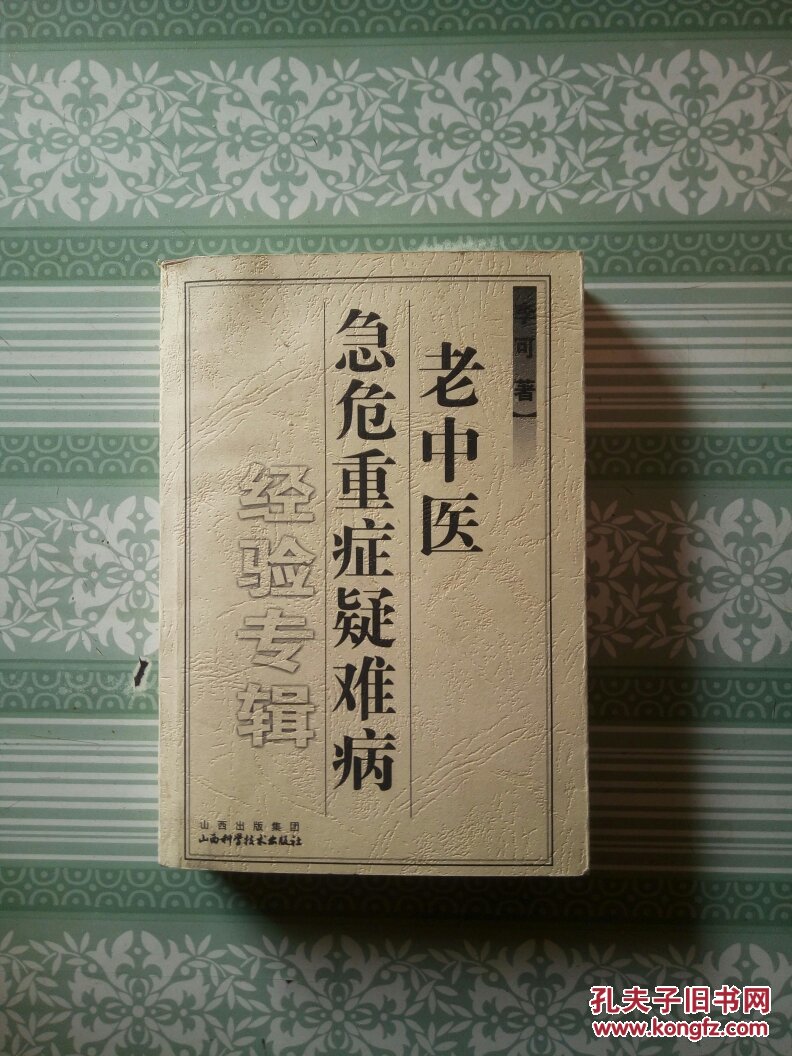 李可著)
老中医
急危重症疑难病
经验专辑
山西出版集团
山西科学技术出版社
孔夫子旧书网
www.kongfz.com